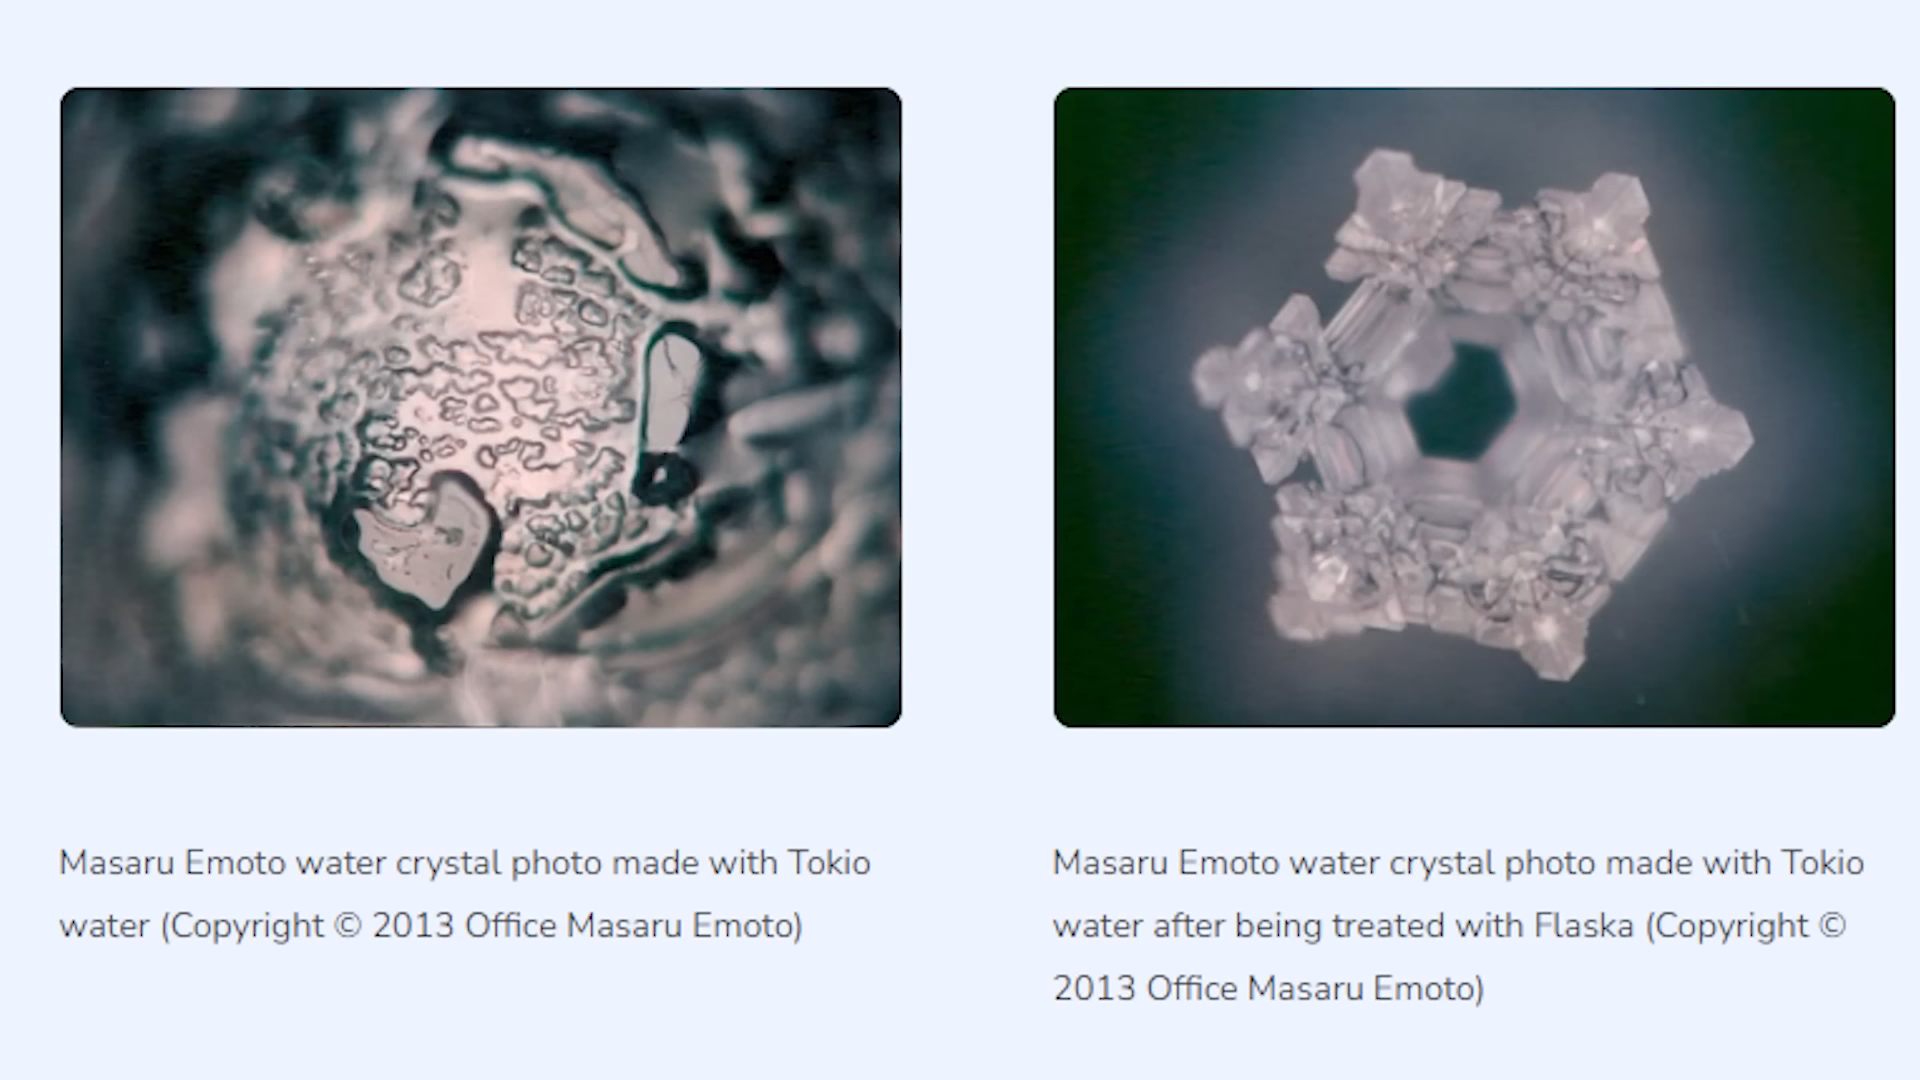 Masaru Emoto water crystal photo made with Tokio
water (Copyright © 2013 Office Masaru Emoto)
Masaru Emoto water crystal photo made with Tokio
water after being treated with Flaska (Copyright ©
2013 Office Masaru Emoto)